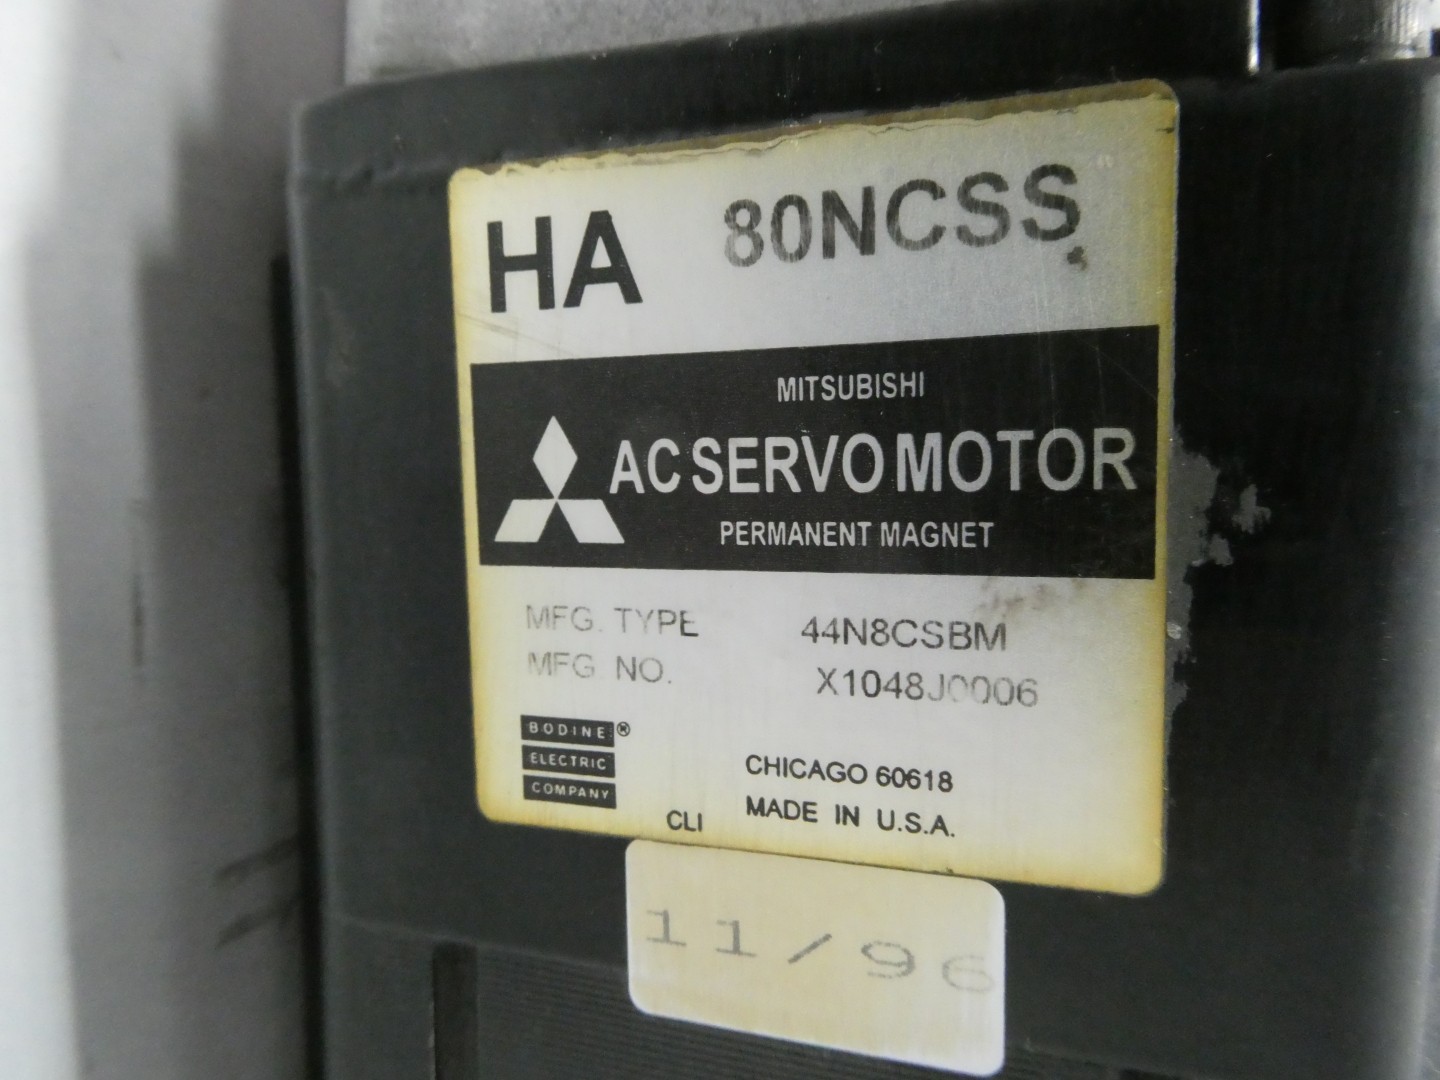 HA 80NCSS
MITSUBISHI
AC SERVO MOTOR
PERMANENT MAGNET
MFG. TYPE 44N8CSBM
MFG. NO. X1048J0006
BODINE®
ELECTRIC
COMPANY
CHICAGO 60618
MADE IN U.S.A.
CLI
11/96